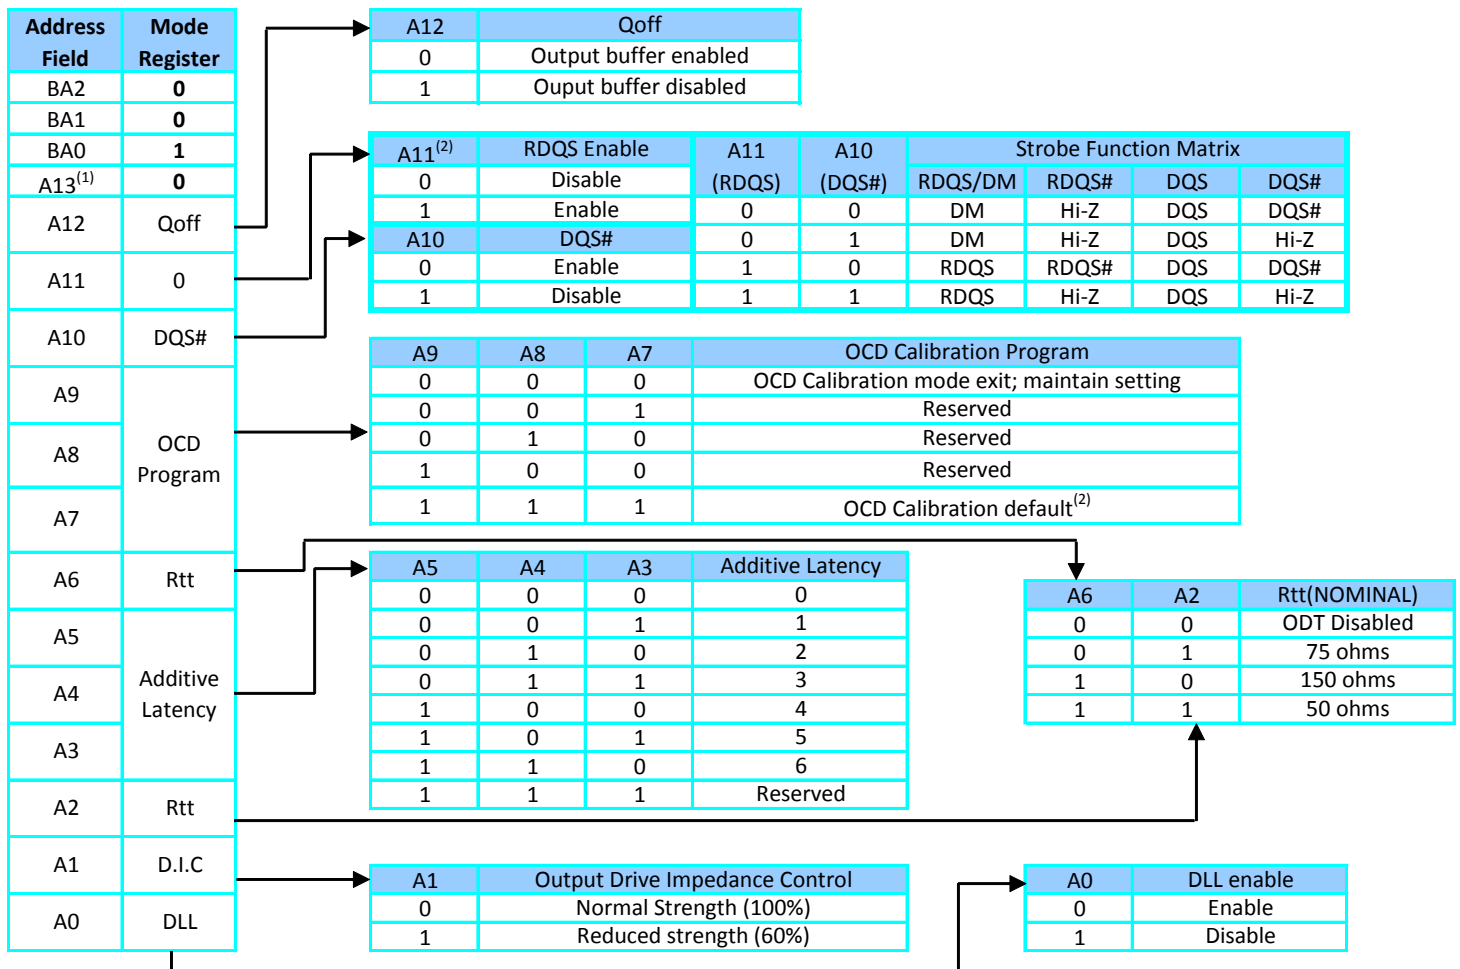 Address Field Mode Register
BA2 0
BA1 0
BA0 1
A13(1) 0
A12 Qoff
A11 0
A10 DQS#
A9
A8
A7
OCD Program
A6 Rtt
A5
A4
A3
Additive Latency
A2 Rtt
A1 D.I.C
A0 DLL
A12 Qoff
0 Output buffer enabled
1 Ouput buffer disabled
A11(2) RDQS Enable
0 Disable
1 Enable
A10 DQS#
0 Enable
1 Disable
A11 (RDQS) A10 (DQS#) Strobe Function Matrix
RDQS/DM RDQS# DQS DQS#
0 0 DM Hi-Z DQS DQS#
0 1 DM Hi-Z DQS Hi-Z
1 0 RDQS RDQS# DQS DQS#
1 1 RDQS Hi-Z DQS Hi-Z
A9 A8 A7 OCD Calibration Program
0 0 0 OCD Calibration mode exit; maintain setting
0 0 1 Reserved
0 1 0 Reserved
1 0 0 Reserved
1 1 1 OCD Calibration default(2)
A5 A4 A3 Additive Latency
0 0 0 0
0 0 1 1
0 1 0 2
0 1 1 3
1 0 0 4
1 0 1 5
1 1 0 6
1 1 1 Reserved
A6 A2 Rtt(NOMINAL)
0 0 ODT Disabled
0 1 75 ohms
1 0 150 ohms
1 1 50 ohms
A1 Output Drive Impedance Control
0 Normal Strength (100%)
1 Reduced strength (60%)
A0 DLL enable
0 Enable
1 Disable